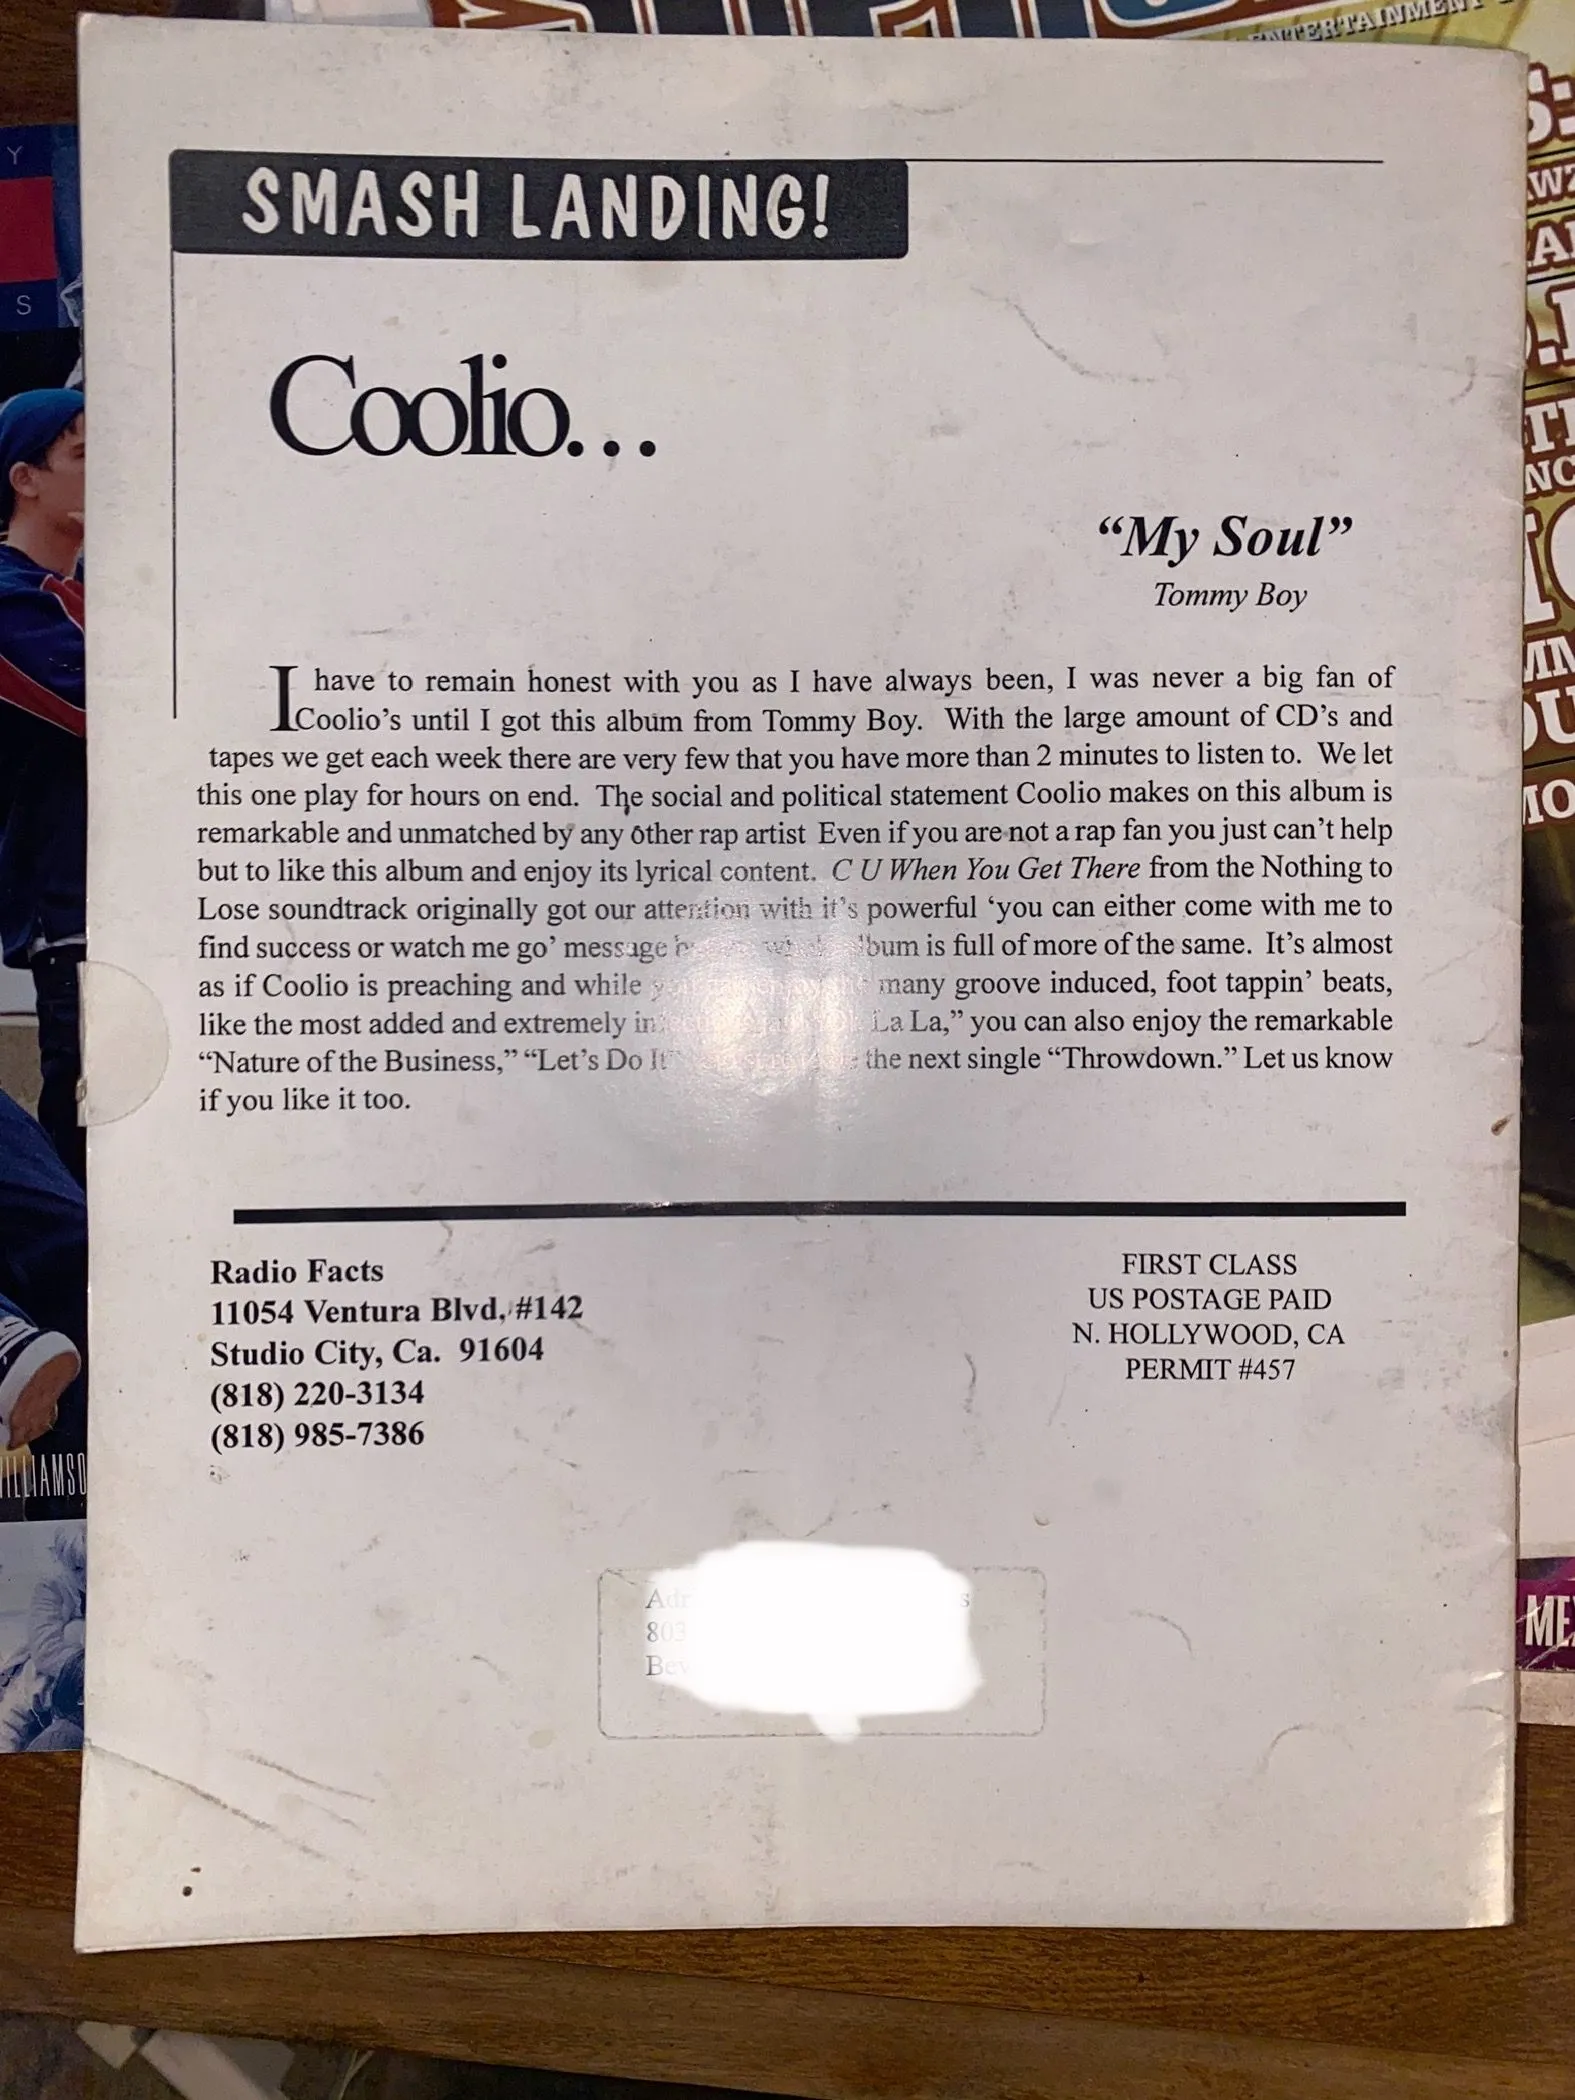 ENTERTAINMENT
Y
S
SMASH LANDING!
Coolio...
“My Soul”
Tommy Boy
I have to remain honest with you as I have always been, I was never a big fan of
Coolio’s until I got this album from Tommy Boy. With the large amount of CD’s and
tapes we get each week there are very few that you have more than 2 minutes to listen to. We let
this one play for hours on end. The social and political statement Coolio makes on this album is
remarkable and unmatched by any other rap artist Even if you are not a rap fan you just can’t help
but to like this album and enjoy its lyrical content. C U When You Get There from the Nothing to
Lose soundtrack originally got our attention with it’s powerful ‘you can either come with me to
find success or watch me go’ message album is full of more of the same. It’s almost
as if Coolio is preaching and while many groove induced, foot tappin’ beats,
like the most added and extremely La La,” you can also enjoy the remarkable
“Nature of the Business,” “Let’s Do It” the next single “Throwdown.” Let us know
if you like it too.
Radio Facts
11054 Ventura Blvd, #142
Studio City, Ca. 91604
(818) 220-3134
(818) 985-7386
FIRST CLASS
US POSTAGE PAID
N. HOLLYWOOD, CA
PERMIT #457
803